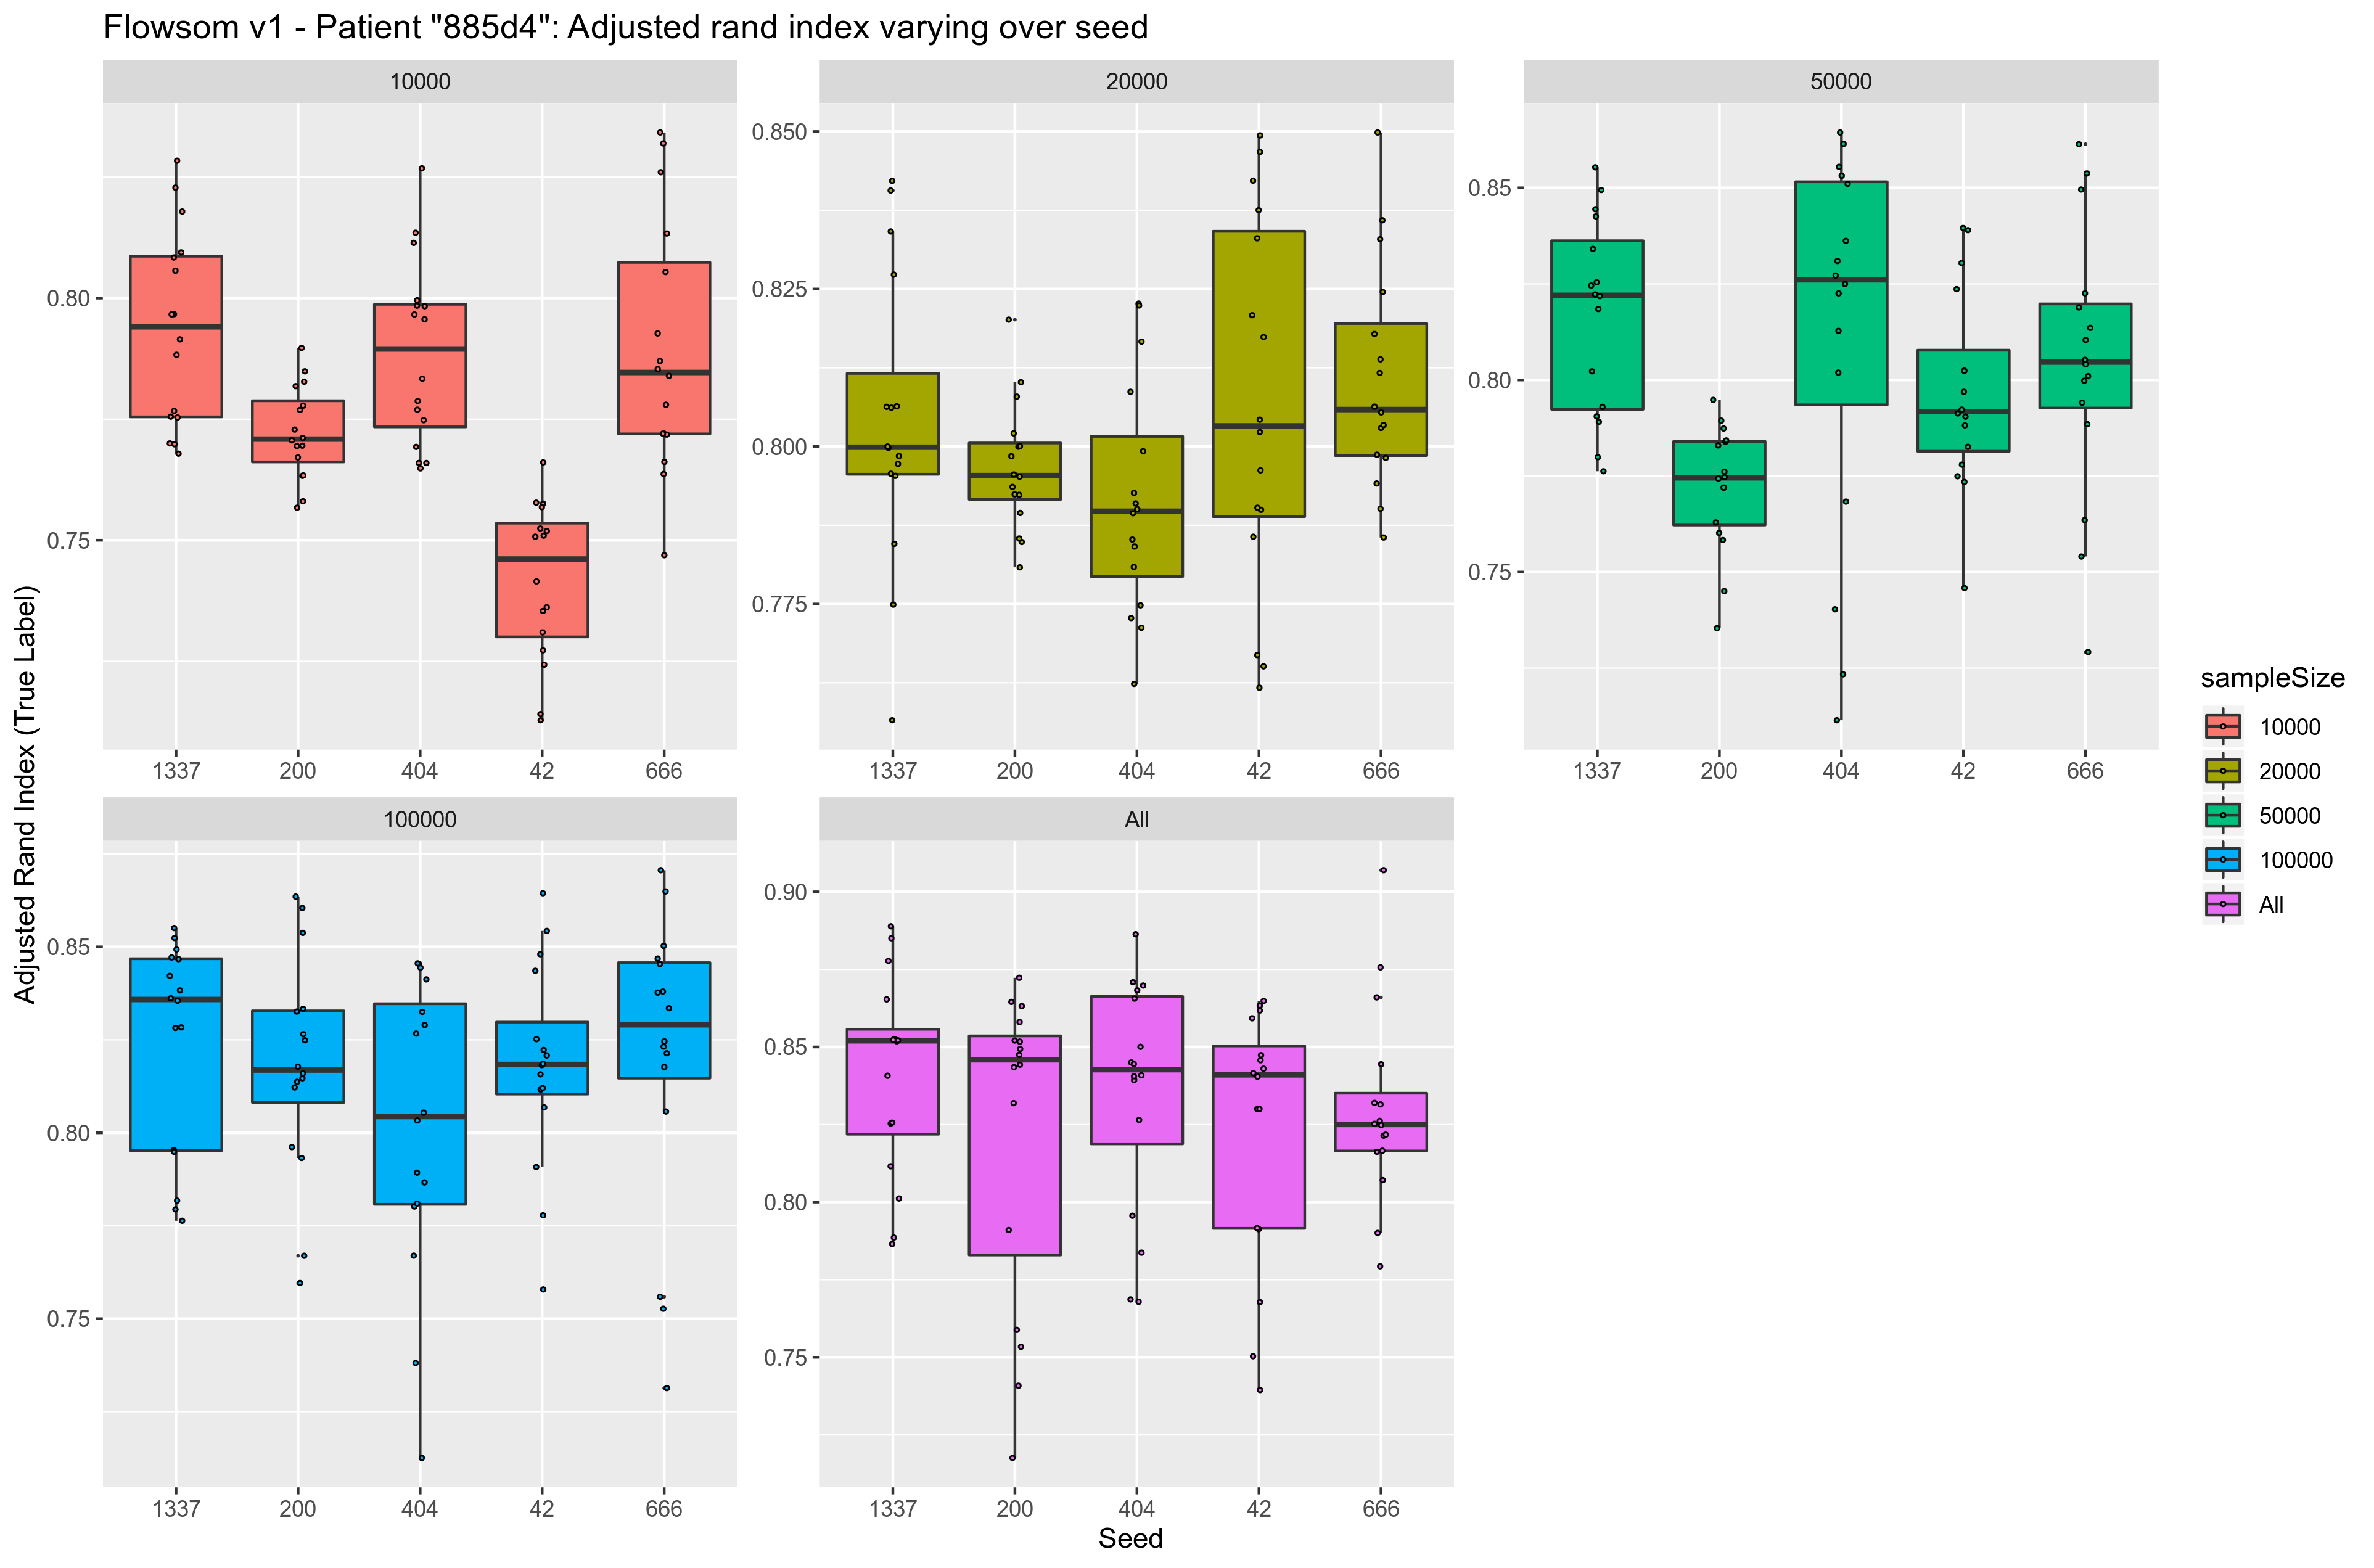 Flowsom v1 - Patient "885d4": Adjusted rand index varying over seed
10000
20000
50000
0.80
0.75
0.850
0.825
0.800
0.775
0.85
0.80
0.75
1337 200 404 42 666
1337 200 404 42 666
1337 200 404 42 666
Adjusted Rand Index (True Label)
100000
All
0.85
0.80
0.75
0.90
0.85
0.80
0.75
1337 200 404 42 666
1337 200 404 42 666
Seed
sampleSize
10000
20000
50000
100000
All